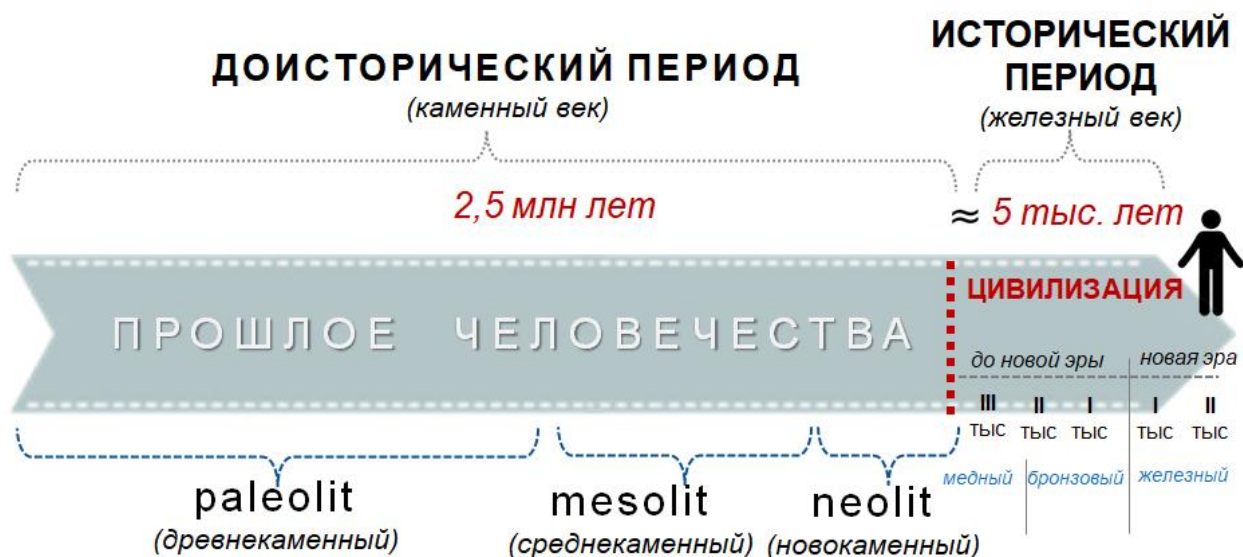 ДОИСТОРИЧЕСКИЙ ПЕРИОД
(каменный век)
ИСТОРИЧЕСКИЙ
ПЕРИОД
(железный век)
2,5 млн лет
≈ 5 тыс. лет
ПРОШЛОЕ ЧЕЛОВЕЧЕСТВА
ЦИВИЛИЗАЦИЯ
до новой эры новая эра
III II I I II
тыс тыс тыс тыс тыс
медный бронзовый железный
paleolit mesolit neolit
(древнекаменный) (среднекаменный) (новокаменный)